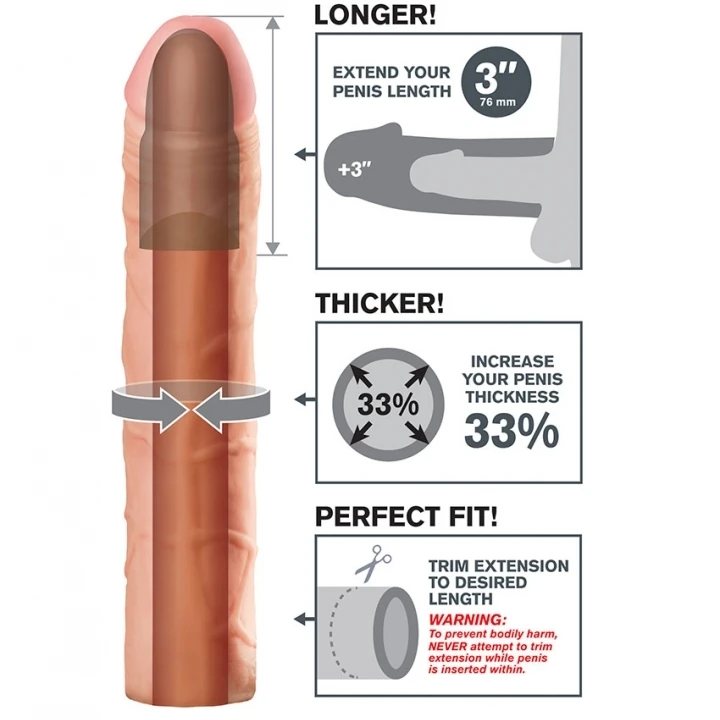 LONGER!
EXTEND YOUR
PENIS LENGTH
3"
76 mm
+3"
THICKER!
33%
INCREASE
YOUR PENIS
THICKNESS
33%
PERFECT FIT!
TRIM EXTENSION
TO DESIRED
LENGTH
WARNING:
To prevent bodily harm,
NEVER attempt to trim
extension while penis
is inserted within.